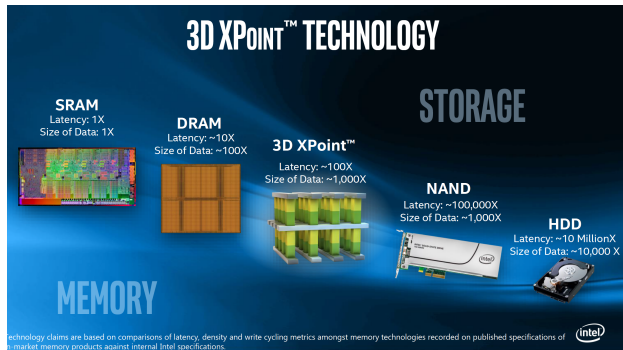 3D XPOINT™ TECHNOLOGY
STORAGE
SRAM
Latency: 1X
Size of Data: 1X
DRAM
Latency: ~10X
Size of Data: ~100X
3D XPoint™
Latency: ~100X
Size of Data: ~1,000X
NAND
Latency: ~100,000X
Size of Data: ~1,000X
HDD
Latency: ~10 MillionX
Size of Data: ~10,000 X
MEMORY
intel
echnology claims are based on comparisons of latency, density and write cycling metrics amongst memory technologies recorded on published specifications of
n-market memory products against internal Intel specifications.
intel